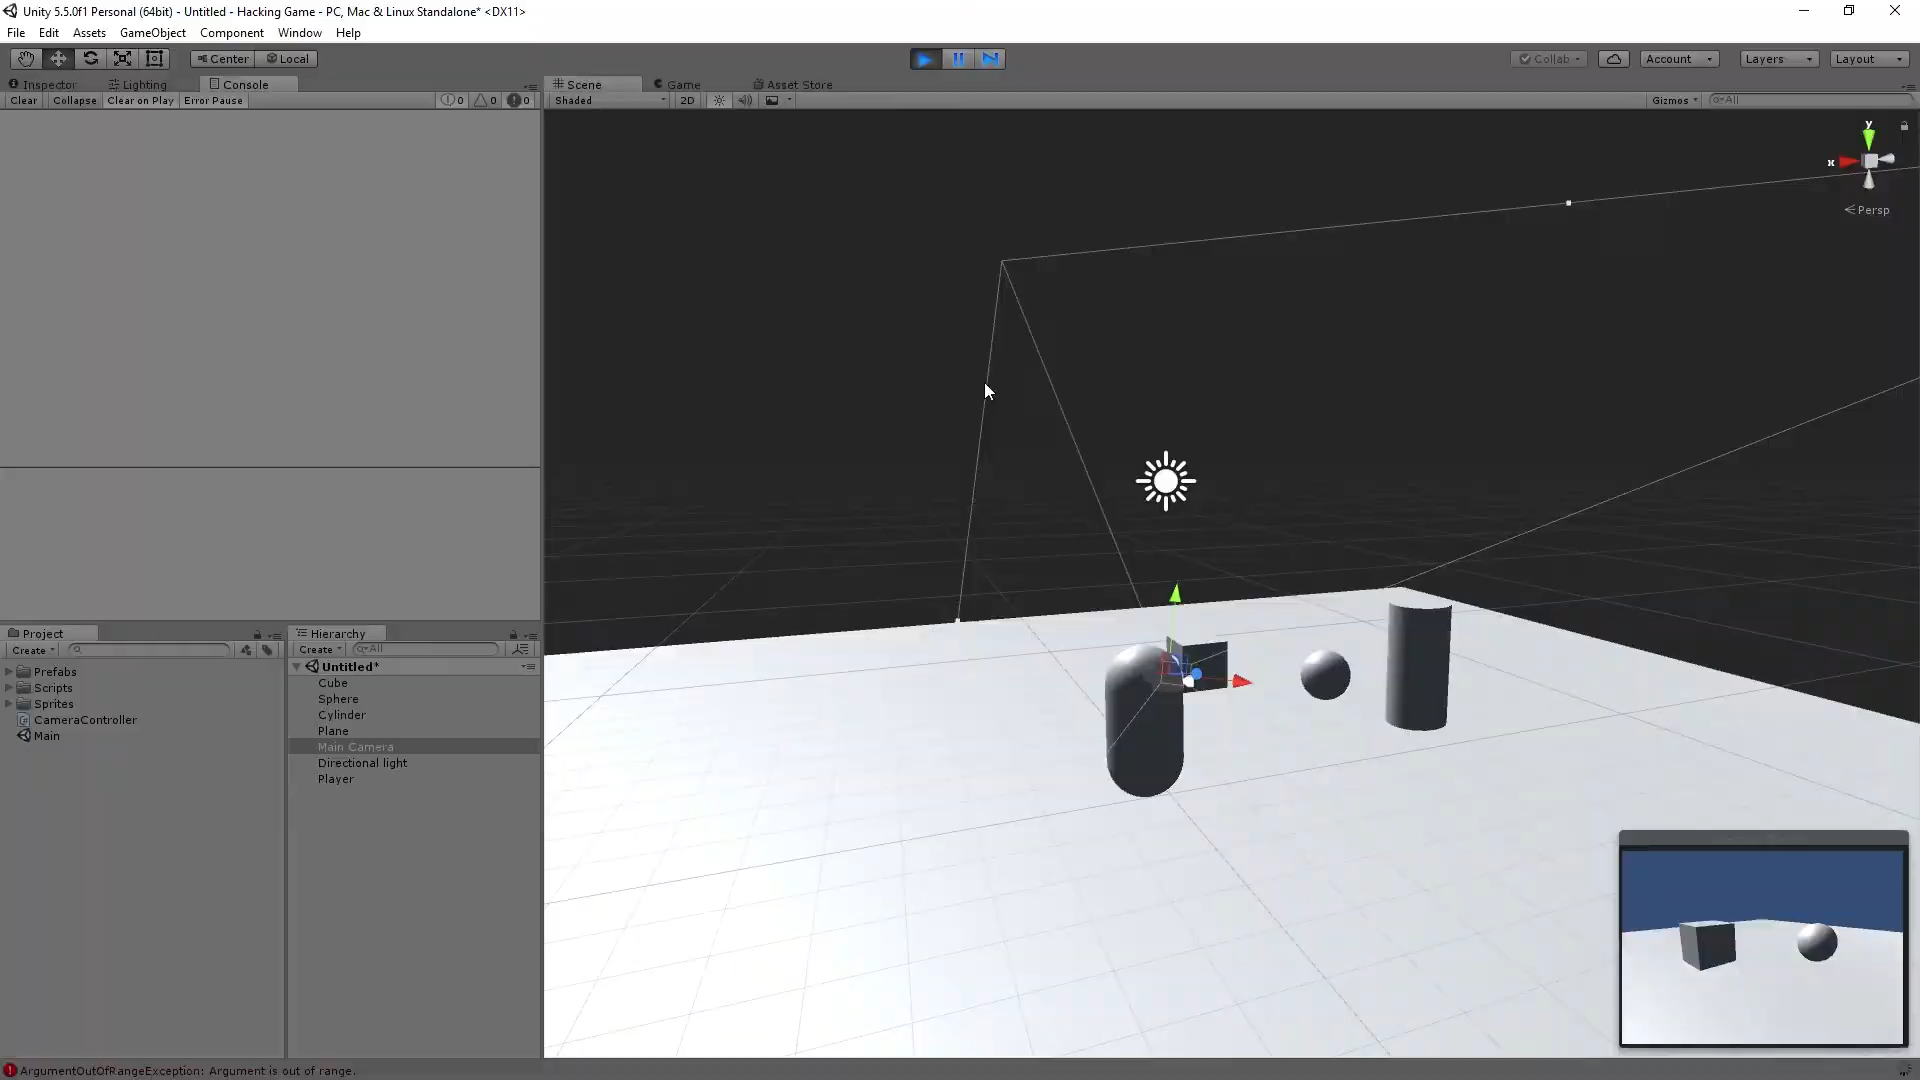 Unity 5.5.0f1 Personal (64bit) - Untitled - Hacking Game - PC, Mac & Linux Standalone* <DX11>
File Edit Assets GameObject Component Window Help
Center Local Collab Account Layers Layout
Inspector Lighting Console Scene Game Asset Store
Clear Collapse Clear on Play Error Pause 0 0 0 Shaded 2D Gizmos All
y
x
Persp
Project Hierarchy
Create Create All
Prefabs
Scripts
Sprites
CameraController
Main
Untitled*
Cube
Sphere
Cylinder
Plane
Main Camera
Directional light
Player
ArgumentOutOfRangeException: Argument is out of range.